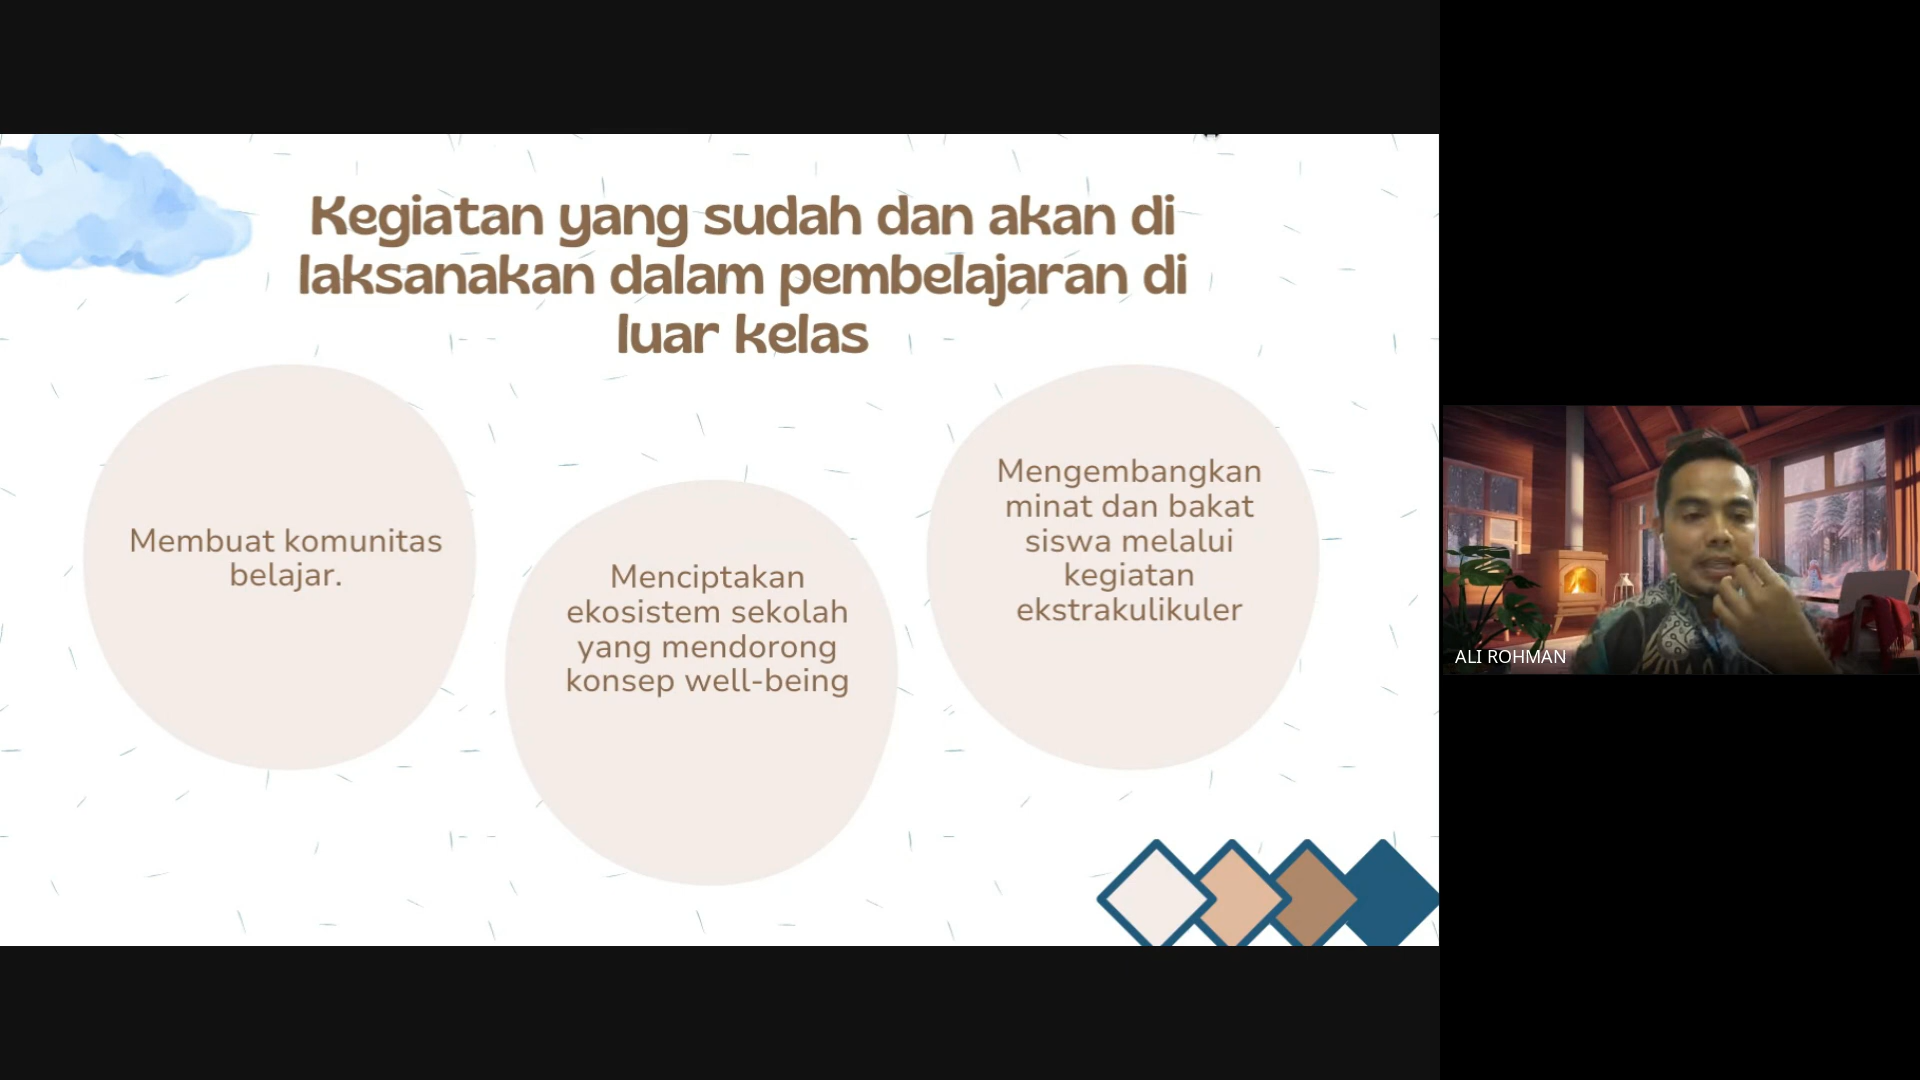 Kegiatan yang sudah dan akan di
laksanakan dalam pembelajaran di
luar kelas
Membuat komunitas
belajar.
Menciptakan
ekosistem sekolah
yang mendorong
konsep well-being
Mengembangkan
minat dan bakat
siswa melalui
kegiatan
ekstrakulikuler
ALI ROHMAN